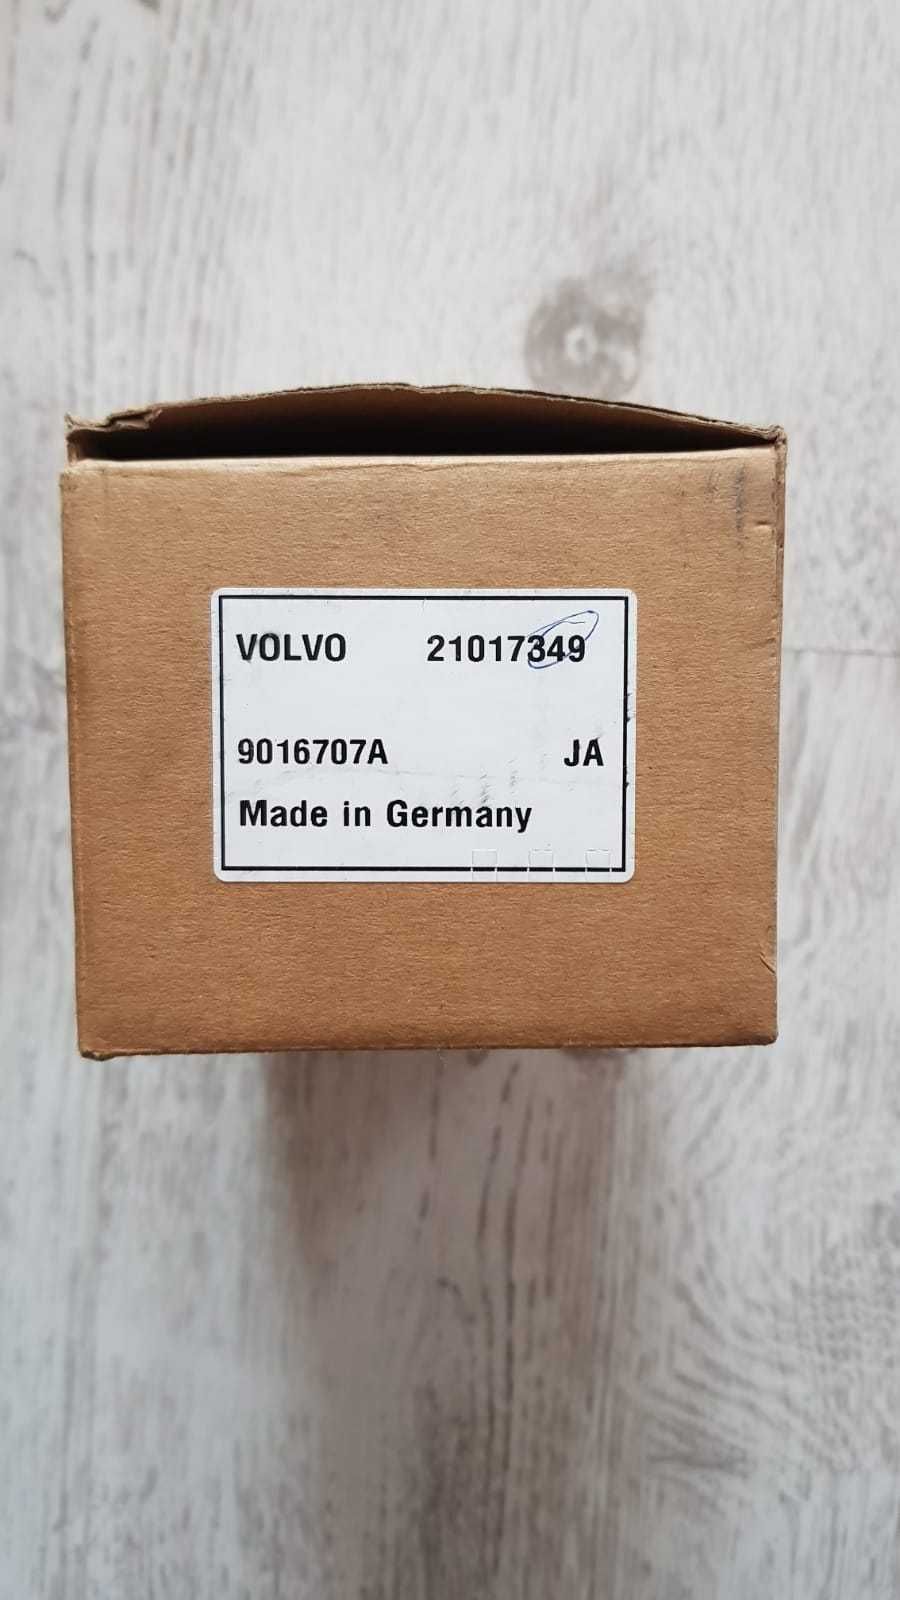 VOLVO 21017349
9016707A JA
Made in Germany